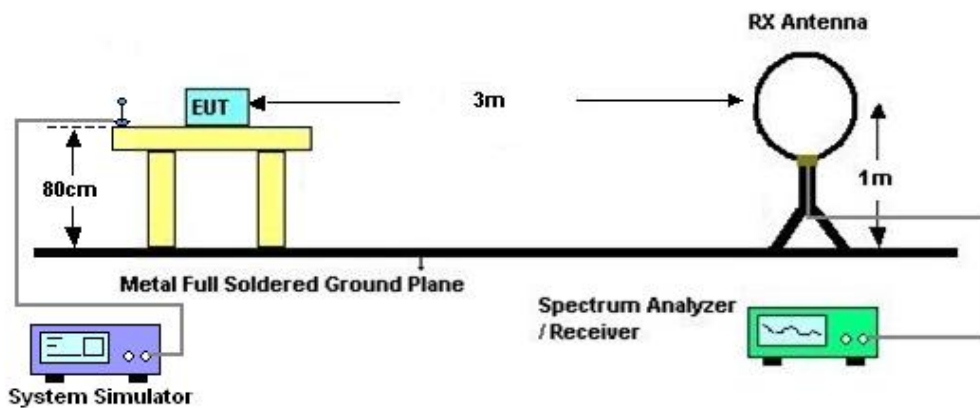 RX Antenna
EUT
3m
80cm
1m
Metal Full Soldered Ground Plane
Spectrum Analyzer
/ Receiver
System Simulator